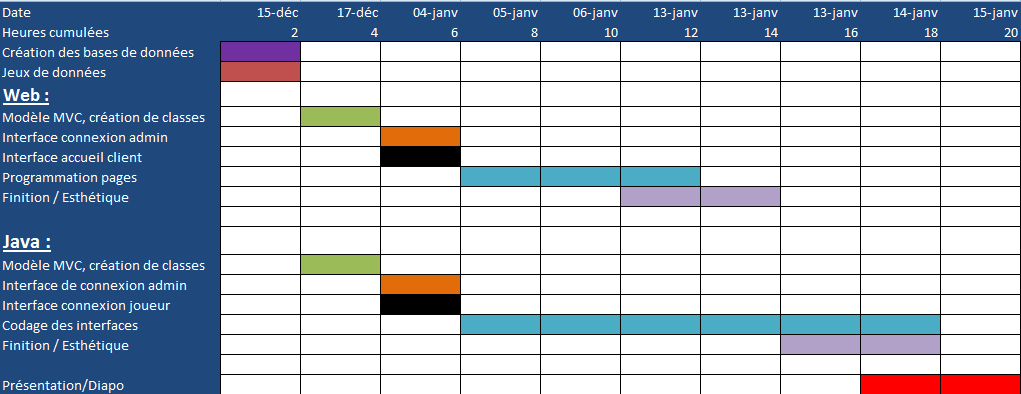 Date 15-déc 17-déc 04-janv 05-janv 06-janv 13-janv 13-janv 13-janv 14-janv 15-janv
Heures cumulées 2 4 6 8 10 12 14 16 18 20
Création des bases de données
Jeux de données
Web :
Modèle MVC, création de classes
Interface connexion admin
Interface accueil client
Programmation pages
Finition / Esthétique
Java :
Modèle MVC, création de classes
Interface de connexion admin
Interface connexion joueur
Codage des interfaces
Finition / Esthétique
Présentation/Diapo